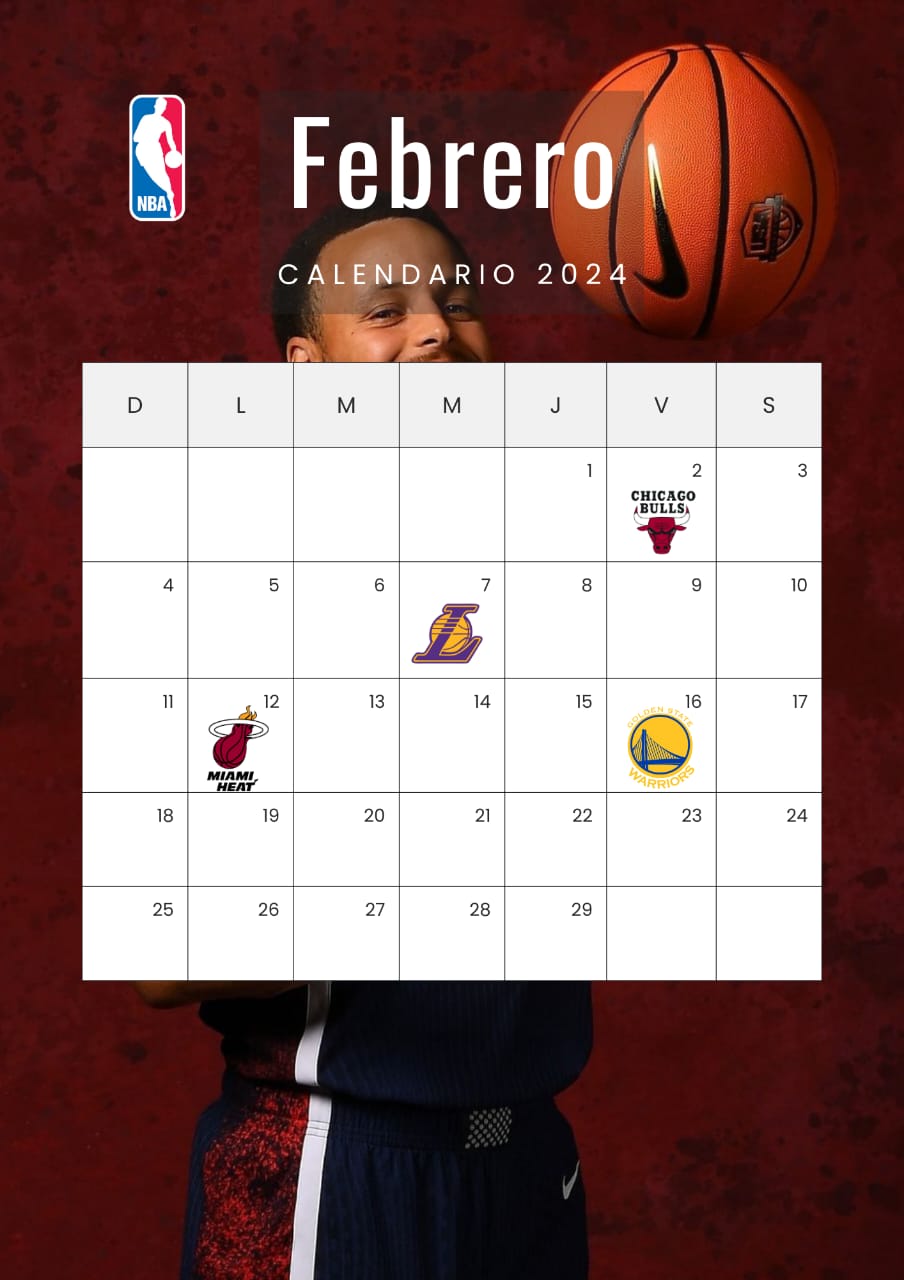 NBA
Febrero
CALENDARIO 2024
USA
D L M M J V S
1 2 3
CHICAGO
BULLS
4 5 6 7 8 9 10
L
11 12 13 14 15 16 17
GOLDEN STATE
WARRIORS
MIAMI
HEAT
18 19 20 21 22 23 24
25 26 27 28 29